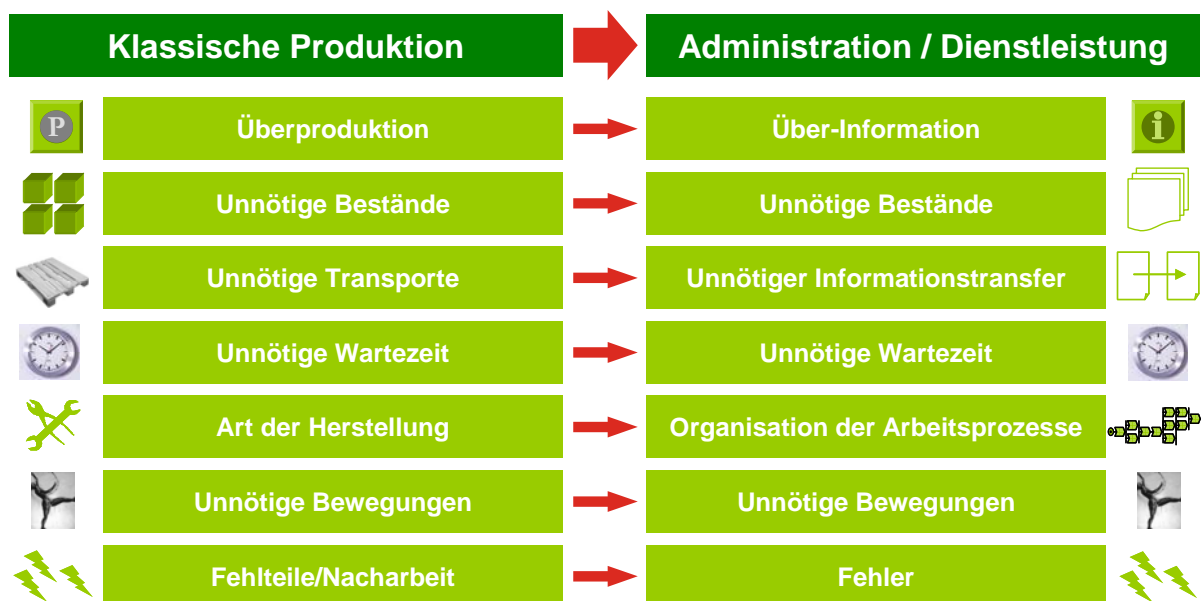 Klassische Produktion
Administration / Dienstleistung
P
Überproduktion
Über-Information
i
Unnötige Bestände
Unnötige Bestände
Unnötige Transporte
Unnötiger Informationstransfer
Unnötige Wartezeit
Unnötige Wartezeit
Art der Herstellung
Organisation der Arbeitsprozesse
Unnötige Bewegungen
Unnötige Bewegungen
Fehlteile/Nacharbeit
Fehler